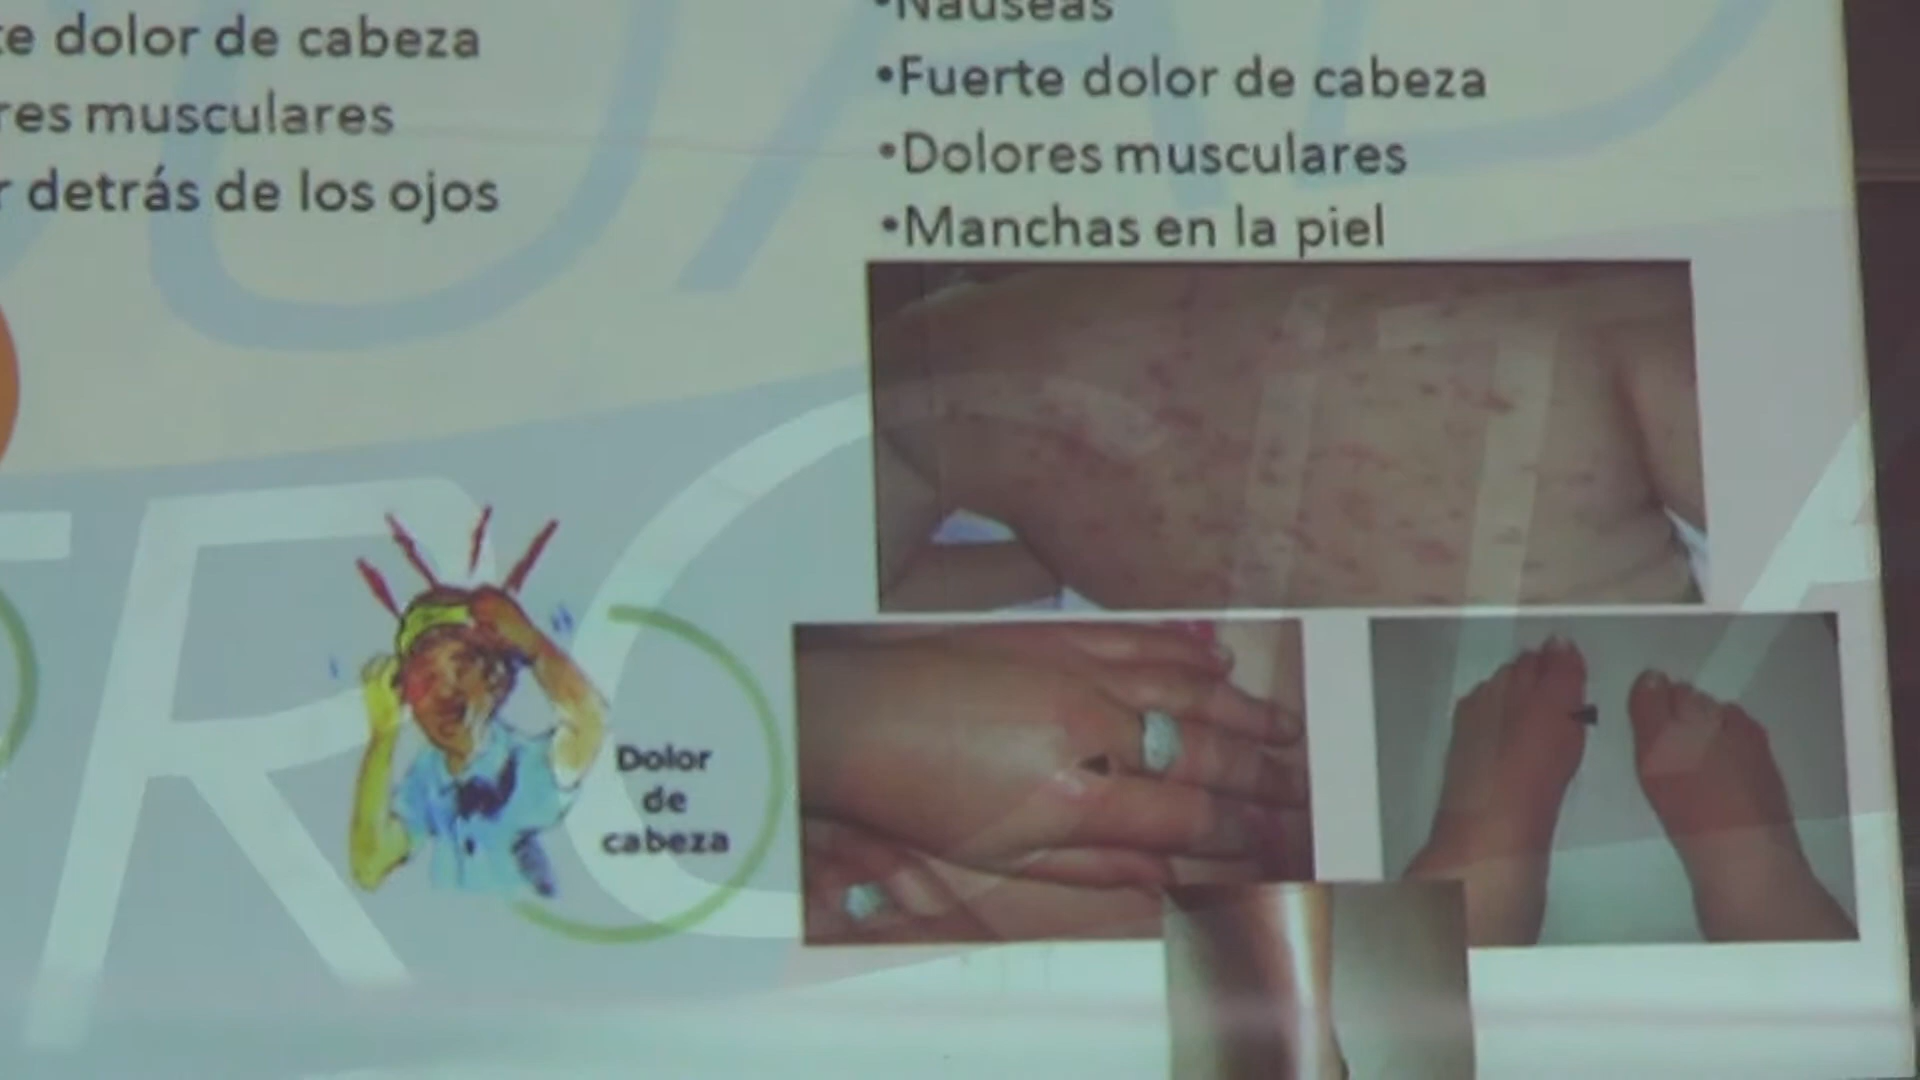 dolor de cabeza
musculares
detrás de los ojos
•Náuseas
•Fuerte dolor de cabeza
•Dolores musculares
•Manchas en la piel
Dolor
de
cabeza